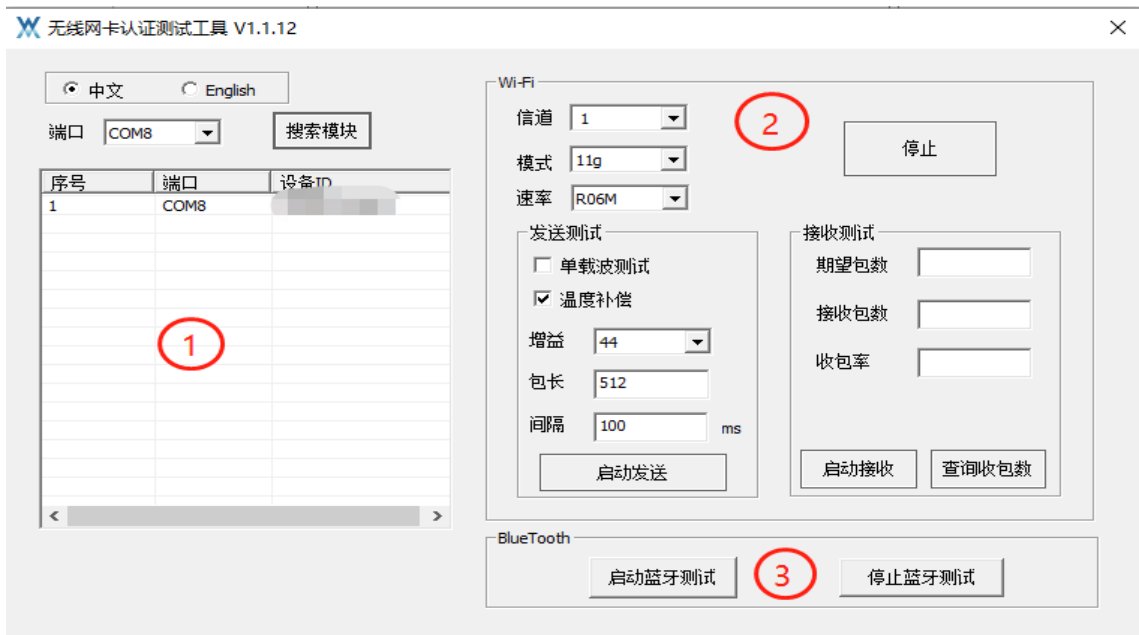 无线网卡认证测试工具 V1.1.12
中文 English
端口 COM8 搜索模块
序号 端口 设备ID
1 COM8
1
Wi-Fi
信道 1
模式 11g
速率 R06M
2
停止
发送测试
单载波测试
温度补偿
增益 44
包长 512
间隔 100 ms
启动发送
接收测试
期望包数
接收包数
收包率
启动接收 查询收包数
BlueTooth
启动蓝牙测试 3 停止蓝牙测试